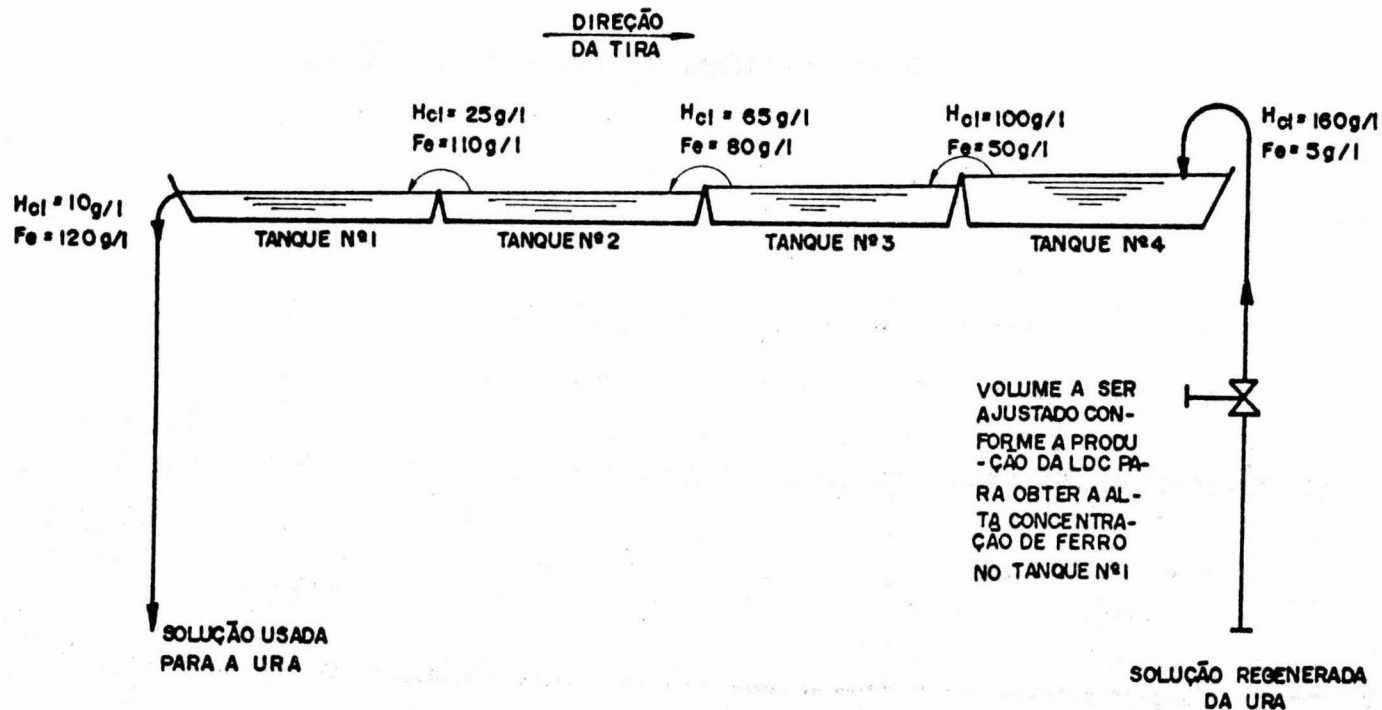 DIREÇÃO
DA TIRA
Hcl = 25g/l
Fe = 110g/l
Hcl = 65g/l
Fe = 80g/l
Hcl = 100g/l
Fe = 50g/l
Hcl = 160g/l
Fe = 5g/l
Hcl = 10g/l
Fe = 120g/l
TANQUE Nº1
TANQUE Nº2
TANQUE Nº3
TANQUE Nº4
VOLUME A SER
AJUSTADO CON-
FORME A PRODU
-ÇÃO DA LDC PA-
RA OBTER A AL-
TA CONCENTRA-
ÇÃO DE FERRO
NO TANQUE Nº1
SOLUÇÃO USADA
PARA A URA
SOLUÇÃO REGENERADA
DA URA